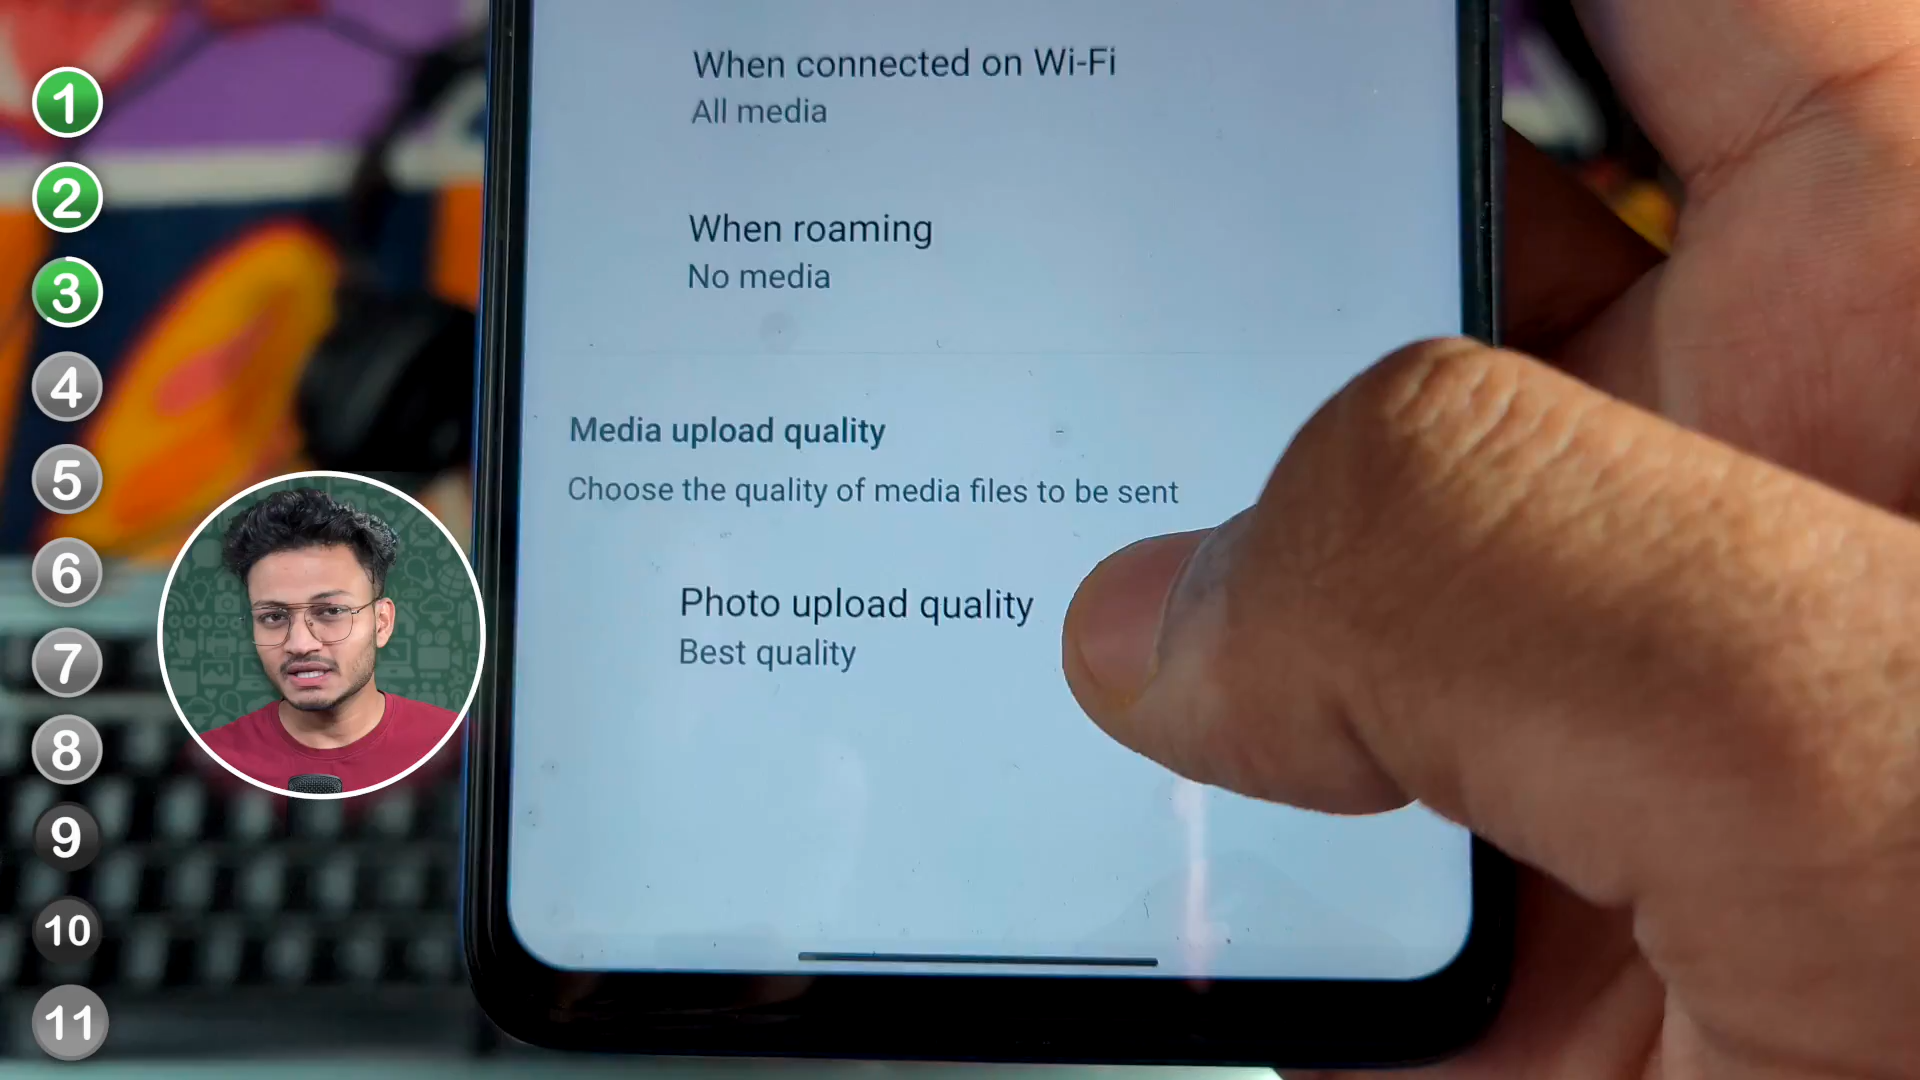 1
2
3
4
5
6
7
8
9
10
11
When connected on Wi-Fi
All media
When roaming
No media
Media upload quality
Choose the quality of media files to be sent
Photo upload quality
Best quality